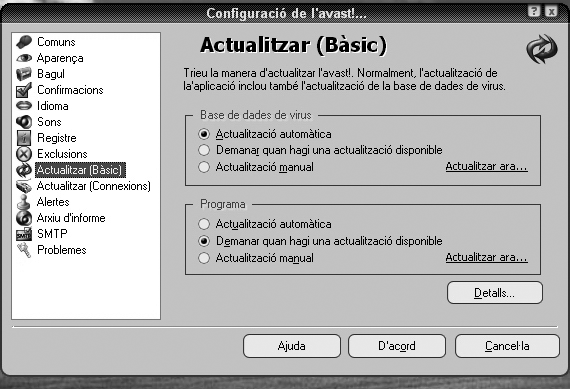 Configuració de l'avast!...
Comuns
Aparença
Bagul
Confirmacions
Idioma
Sons
Registre
Exclusions
Actualitzar (Bàsic)
Actualitzar (Connexions)
Alertes
Arxiu d'informe
SMTP
Problemes
Actualitzar (Bàsic)
Trieu la manera d'actualitzar l'avast!. Normalment, l'actualització de
la'aplicació inclou també l'actualització de la base de dades de virus.
Base de dades de virus
Actualització automàtica
Demanar quan hagi una actualització disponible
Actualització manual
Actualitzar ara...
Programa
Actualització automàtica
Demanar quan hagi una actualització disponible
Actualització manual
Actualitzar ara...
Detalls...
Ajuda
D'acord
Cancel·la